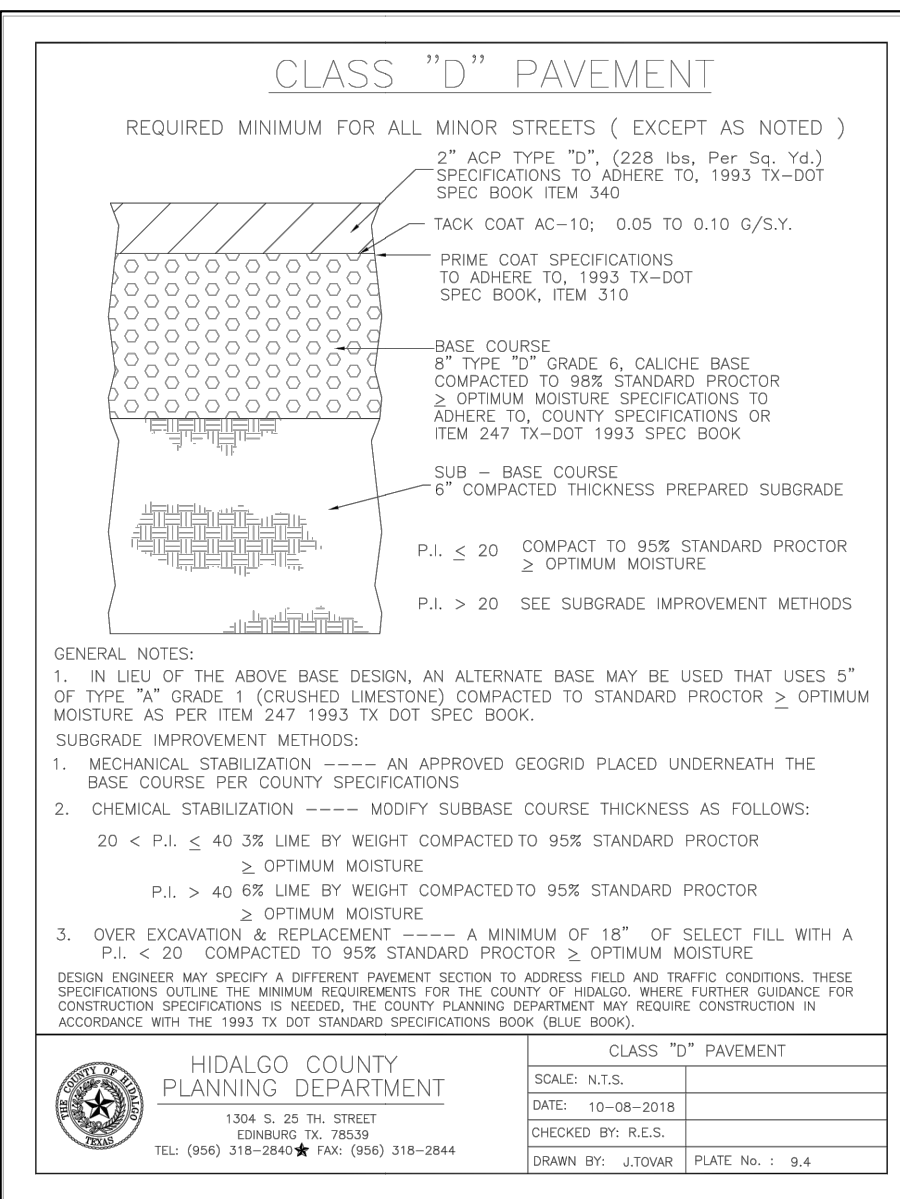 CLASS "D" PAVEMENT
REQUIRED MINIMUM FOR ALL MINOR STREETS ( EXCEPT AS NOTED )
2" ACP TYPE "D", (228 lbs, Per Sq. Yd.)
SPECIFICATIONS TO ADHERE TO, 1993 TX-DOT
SPEC BOOK ITEM 340
TACK COAT AC-10; 0.05 TO 0.10 G/S.Y.
PRIME COAT SPECIFICATIONS
TO ADHERE TO, 1993 TX-DOT
SPEC BOOK, ITEM 310
BASE COURSE
8" TYPE "D" GRADE 6, CALICHE BASE
COMPACTED TO 98% STANDARD PROCTOR
≥ OPTIMUM MOISTURE SPECIFICATIONS TO
ADHERE TO, COUNTY SPECIFICATIONS OR
ITEM 247 TX-DOT 1993 SPEC BOOK
SUB - BASE COURSE
6" COMPACTED THICKNESS PREPARED SUBGRADE
P.I. ≤ 20 COMPACT TO 95% STANDARD PROCTOR
≥ OPTIMUM MOISTURE
P.I. > 20 SEE SUBGRADE IMPROVEMENT METHODS
GENERAL NOTES:
1. IN LIEU OF THE ABOVE BASE DESIGN, AN ALTERNATE BASE MAY BE USED THAT USES 5"
OF TYPE "A" GRADE 1 (CRUSHED LIMESTONE) COMPACTED TO STANDARD PROCTOR ≥ OPTIMUM
MOISTURE AS PER ITEM 247 1993 TX DOT SPEC BOOK.
SUBGRADE IMPROVEMENT METHODS:
1. MECHANICAL STABILIZATION ---- AN APPROVED GEOGRID PLACED UNDERNEATH THE
BASE COURSE PER COUNTY SPECIFICATIONS
2. CHEMICAL STABILIZATION ---- MODIFY SUBBASE COURSE THICKNESS AS FOLLOWS:
20 < P.I. ≤ 40 3% LIME BY WEIGHT COMPACTED TO 95% STANDARD PROCTOR
≥ OPTIMUM MOISTURE
P.I. > 40 6% LIME BY WEIGHT COMPACTED TO 95% STANDARD PROCTOR
≥ OPTIMUM MOISTURE
3. OVER EXCAVATION & REPLACEMENT ---- A MINIMUM OF 18" OF SELECT FILL WITH A
P.I. < 20 COMPACTED TO 95% STANDARD PROCTOR ≥ OPTIMUM MOISTURE
DESIGN ENGINEER MAY SPECIFY A DIFFERENT PAVEMENT SECTION TO ADDRESS FIELD AND TRAFFIC CONDITIONS. THESE
SPECIFICATIONS OUTLINE THE MINIMUM REQUIREMENTS FOR THE COUNTY OF HIDALGO. WHERE FURTHER GUIDANCE FOR
CONSTRUCTION SPECIFICATIONS IS NEEDED, THE COUNTY PLANNING DEPARTMENT MAY REQUIRE CONSTRUCTION IN
ACCORDANCE WITH THE 1993 TX DOT STANDARD SPECIFICATIONS BOOK (BLUE BOOK).
THE COUNTY OF HIDALGO
TEXAS
HIDALGO COUNTY
PLANNING DEPARTMENT
1304 S. 25 TH. STREET
EDINBURG TX. 78539
TEL: (956) 318-2840 ★ FAX: (956) 318-2844
CLASS "D" PAVEMENT
SCALE: N.T.S.
DATE: 10-08-2018
CHECKED BY: R.E.S.
DRAWN BY: J.TOVAR
PLATE No. : 9.4